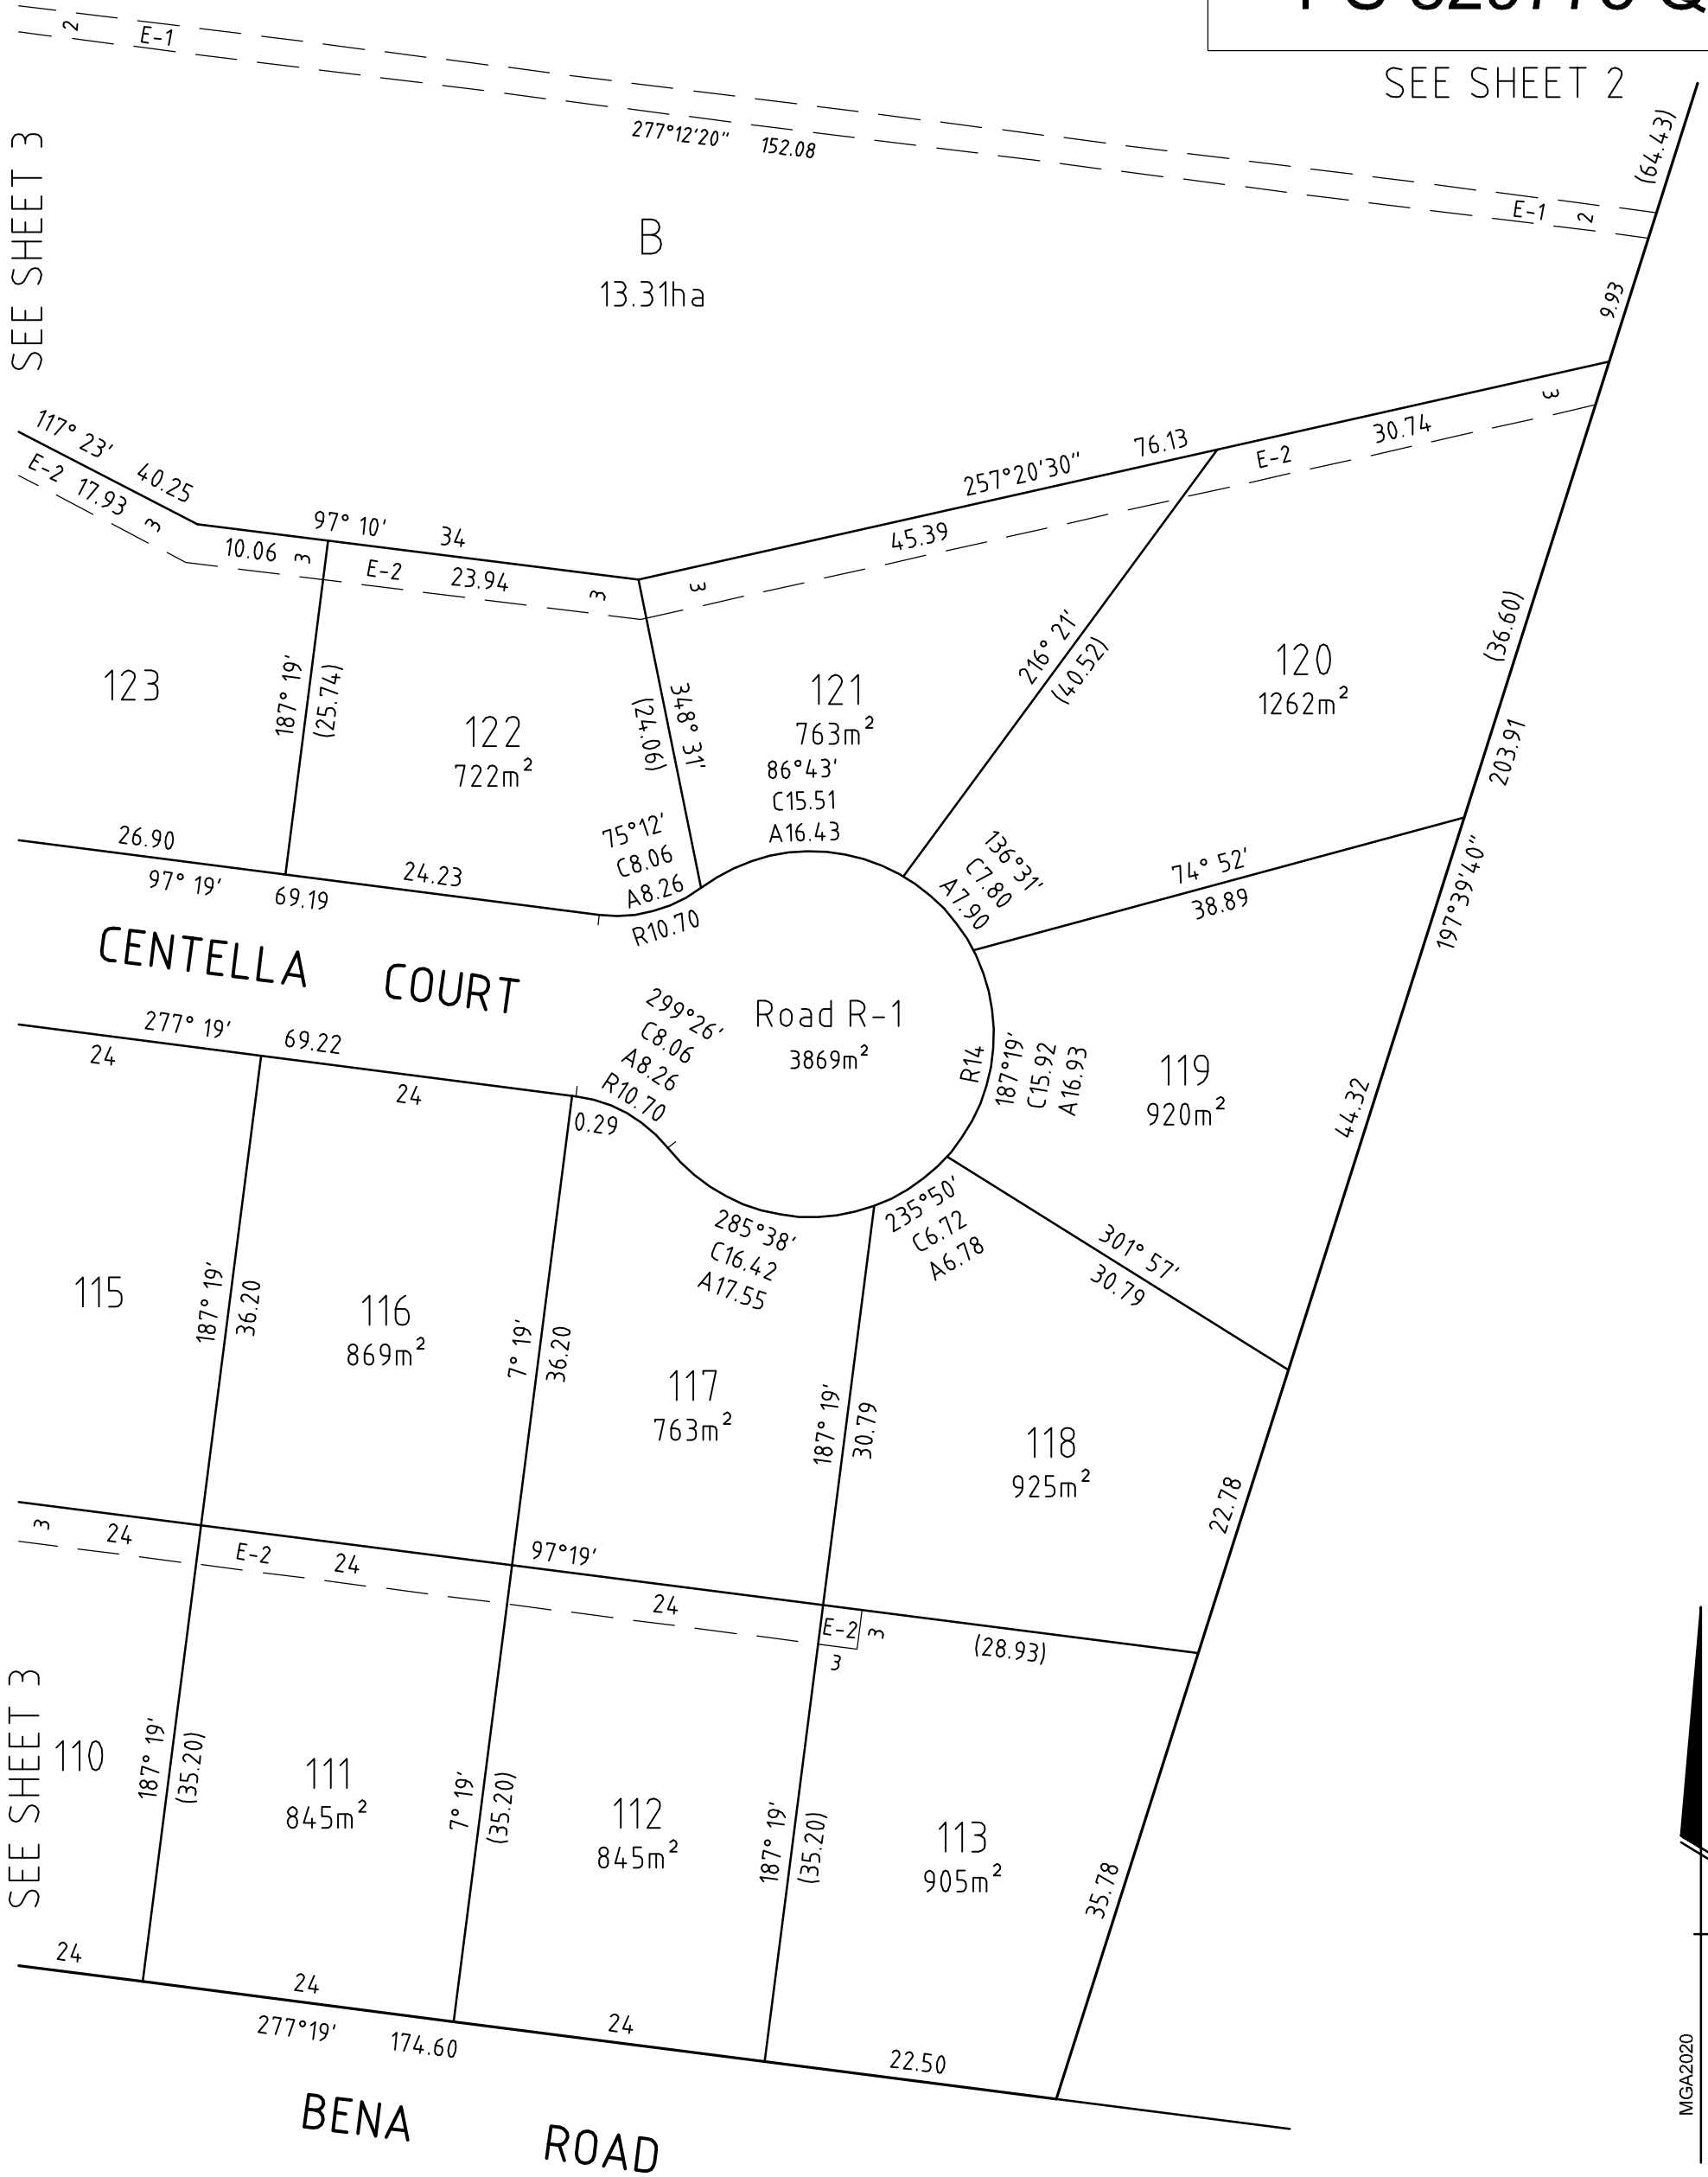 SEE SHEET 2
2
E-1
277°12'20" 152.08
E-1 2
(64.43)
9.93
SEE SHEET 3
B
13.31ha
117° 23' 40.25
E-2 17.93 3
97° 10' 34
10.06 3
E-2 23.94 3
257°20'30" 76.13
3 45.39
E-2 30.74 3
123
187° 19'
(25.74)
122
722m²
348° 31'
(24.06)
121
763m²
86°43'
C15.51
A16.43
216° 21'
(40.52)
120
1262m²
(36.60)
203.91
197°39'40"
26.90
24.23
97° 19' 69.19
75°12'
C8.06
A8.26
R10.70
136°31'
C7.80
A7.90
74° 52'
38.89
CENTELLA COURT
277° 19' 69.22
24
24
0.29
299°26'
C8.06
A8.26
R10.70
Road R-1
3869m²
R14
187°19'
C15.92
A16.93
119
920m²
44.32
235°50'
C6.72
A6.78
285°38'
C16.42
A17.55
301° 57'
30.79
115
187° 19'
36.20
116
869m²
7° 19'
36.20
117
763m²
187° 19'
30.79
118
925m²
22.78
3 24
E-2 24
97°19'
24
E-2 3
3
(28.93)
SEE SHEET 3
110
187° 19'
(35.20)
111
845m²
7° 19'
(35.20)
112
845m²
187° 19'
(35.20)
113
905m²
35.78
24
24
24
22.50
277°19' 174.60
BENA ROAD
MGA2020